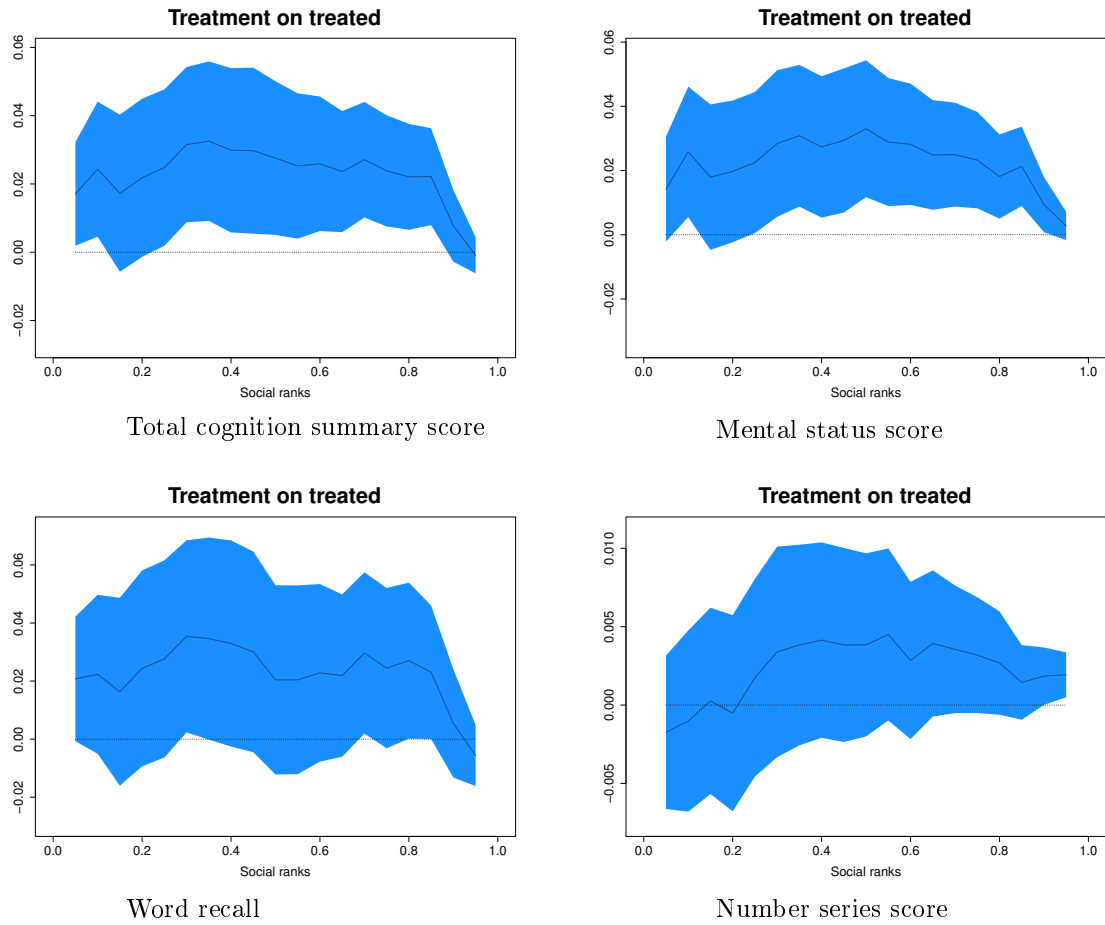 Treatment on treated
0.06
0.04
0.02
0.00
−0.02
0.0 0.2 0.4 0.6 0.8 1.0
Social ranks
Total cognition summary score
Treatment on treated
0.06
0.04
0.02
0.00
−0.02
0.0 0.2 0.4 0.6 0.8 1.0
Social ranks
Mental status score
Treatment on treated
0.06
0.04
0.02
0.00
−0.02
0.0 0.2 0.4 0.6 0.8 1.0
Social ranks
Word recall
Treatment on treated
0.010
0.005
0.000
−0.005
0.0 0.2 0.4 0.6 0.8 1.0
Social ranks
Number series score